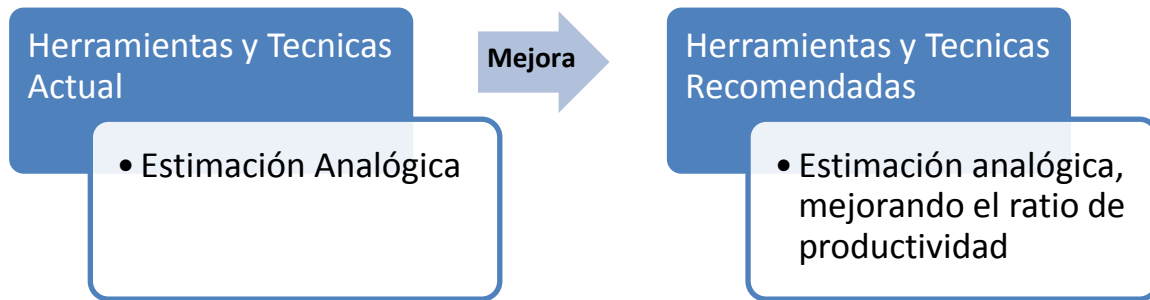 Herramientas y Tecnicas
Actual
• Estimación Analógica
Mejora
Herramientas y Tecnicas
Recomendadas
• Estimación analógica,
mejorando el ratio de
productividad